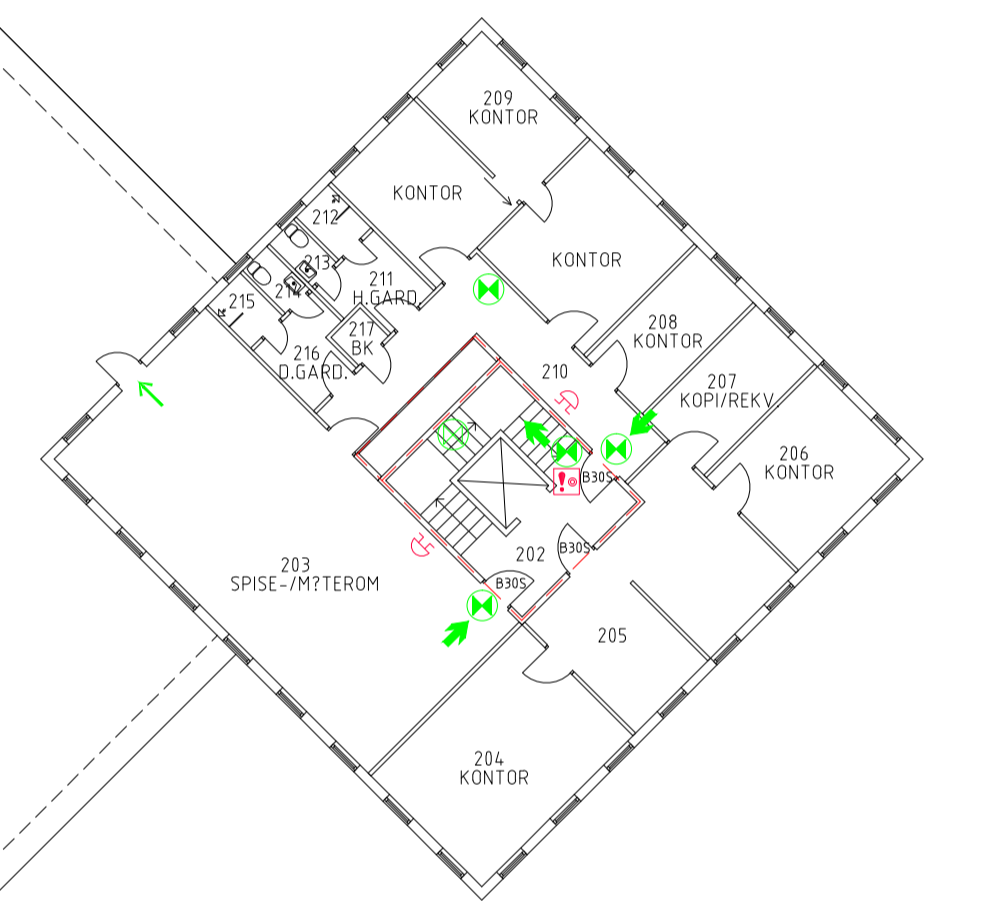 209
KONTOR
KONTOR
212
KONTOR
213
211
H.GARD.
214
215
217
BK
208
KONTOR
216
D.GARD.
210
207
KOPI/REKV.
206
KONTOR
B30S
202
B30S
203
SPISE-/M?TEROM
B30S
205
204
KONTOR